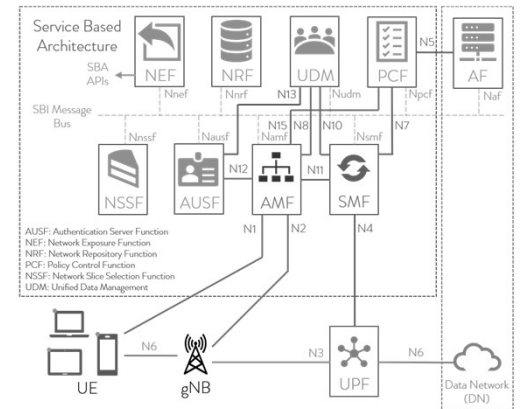 Service Based
Architecture
SBA
APIs
NEF
NRF
UDM
PCF
N5
AF
Nnef
Nnrf
N13
Nudm
Npcf
Naf
SBI Message
Bus
Nnssf
Nausf
N15
N8
Namf
N10
Nsmf
N7
NSSF
AUSF
N12
AMF
N11
SMF
AUSF: Authentication Server Function
NEF: Network Exposure Function
NRF: Network Repository Function
PCF: Policy Control Function
NSSF: Network Slice Selection Function
UDM: Unified Data Management
N1
N2
N4
UE
N6
gNB
N3
UPF
N6
Data Network
(DN)